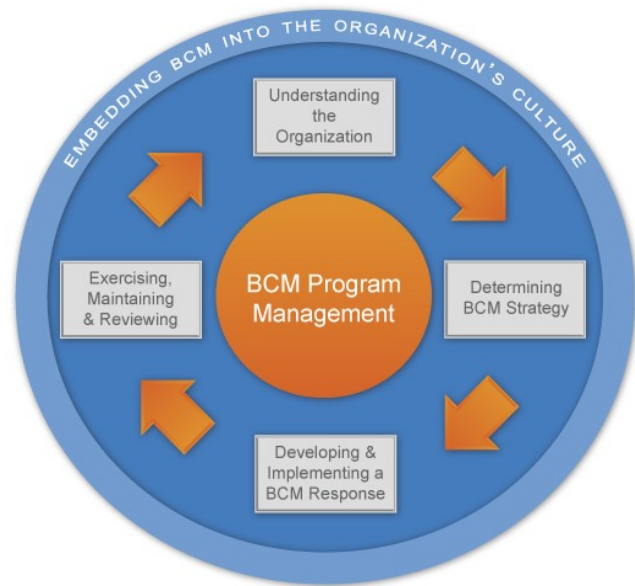 EMBEDDING BCM INTO THE ORGANIZATION'S CULTURE
Understanding
the
Organization
Determining
BCM Strategy
Developing &
Implementing a
BCM Response
Exercising,
Maintaining
& Reviewing
BCM Program
Management